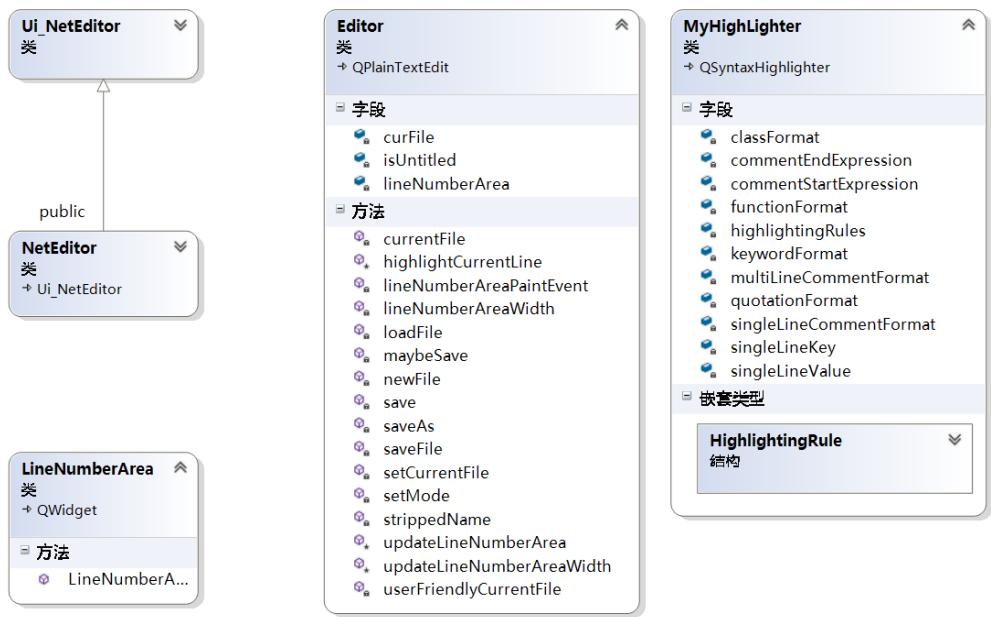 Ui_NetEditor
类
public
NetEditor
类
Ui_NetEditor
LineNumberArea
类
QWidget
方法
LineNumberA...
Editor
类
QPlainTextEdit
字段
curFile
isUntitled
lineNumberArea
方法
currentFile
highlightCurrentLine
lineNumberAreaPaintEvent
lineNumberAreaWidth
loadFile
maybeSave
newFile
save
saveAs
saveFile
setCurrentFile
setMode
strippedName
updateLineNumberArea
updateLineNumberAreaWidth
userFriendlyCurrentFile
MyHighLighter
类
QSyntaxHighlighter
字段
classFormat
commentEndExpression
commentStartExpression
functionFormat
highlightingRules
keywordFormat
multiLineCommentFormat
quotationFormat
singleLineCommentFormat
singleLineKey
singleLineValue
嵌套类型
HighlightingRule
结构